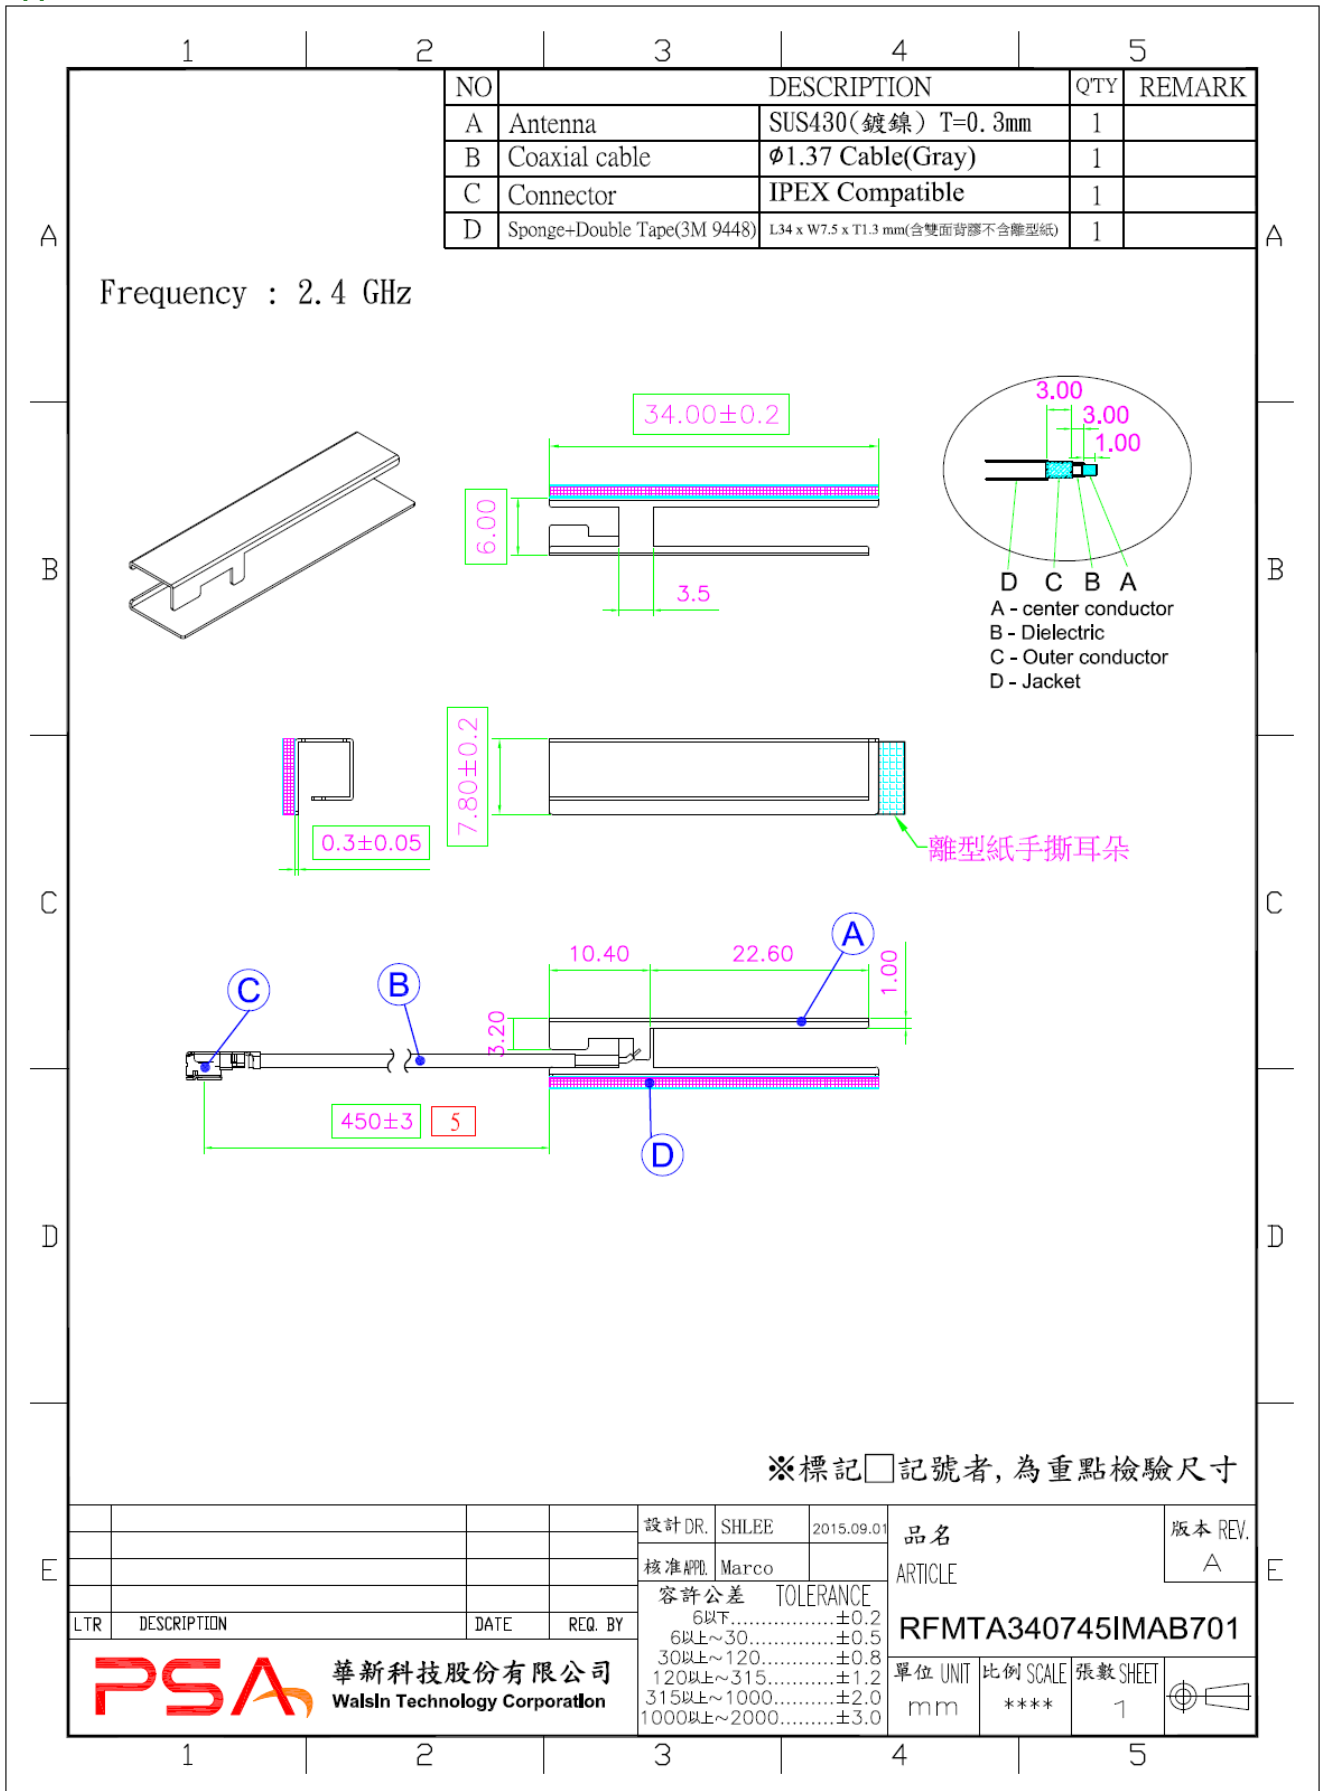 1 2 3 4 5
NO DESCRIPTION Q'TY REMARK
A Antenna SUS430(鍍鎳) T=0.3mm 1
B Coaxial cable ϕ1.37 Cable(Gray) 1
C Connector IPEX Compatible 1
D Sponge+Double Tape(3M 9448) L34 x W7.5 x T1.3 mm(含雙面背膠不含離型紙) 1
A A
Frequency : 2.4 GHz
34.00±0.2
6.00
3.5
3.00
3.00
1.00
D C B A
A - center conductor
B - Dielectric
C - Outer conductor
D - Jacket
B B
0.3±0.05
7.80±0.2
離型紙手撕耳朵
C C
10.40 22.60
1.00
3.20
A
B
C
D
450±3 5
D D
※標記□記號者,為重點檢驗尺寸
E E
LTR DESCRIPTION DATE REQ. BY
設計DR. SHLEE 2015.09.01
核准APPD. Marco
容許公差 TOLERANCE
6以下................±0.2
6以上~30.............±0.5
30以上~120...........±0.8
120以上~315..........±1.2
315以上~1000.........±2.0
1000以上~2000........±3.0
品名
ARTICLE
版本 REV.
A
RFMTA340745IMAB701
單位 UNIT 比例 SCALE 張數 SHEET
mm **** 1
PSA
華新科技股份有限公司
Walsin Technology Corporation
1 2 3 4 5